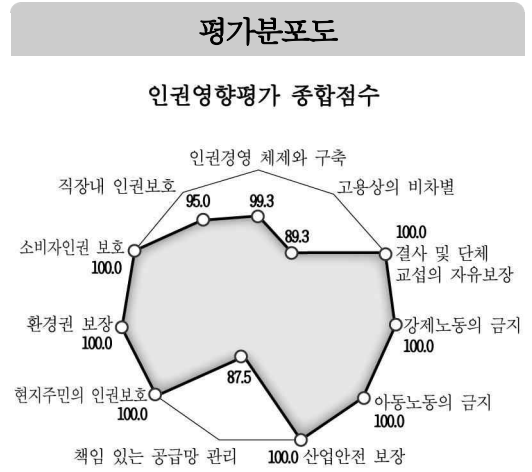 평가분포도
인권영향평가 종합점수
인권경영 체제와 구축
직장내 인권보호
고용상의 비차별
95.0
99.3
89.3
100.0
결사 및 단체
교섭의 자유보장
소비자인권 보호
100.0
환경권 보장
100.0
강제노동의 금지
100.0
현지주민의 인권보호
100.0
87.5
아동노동의 금지
100.0
책임 있는 공급망 관리
100.0 산업안전 보장